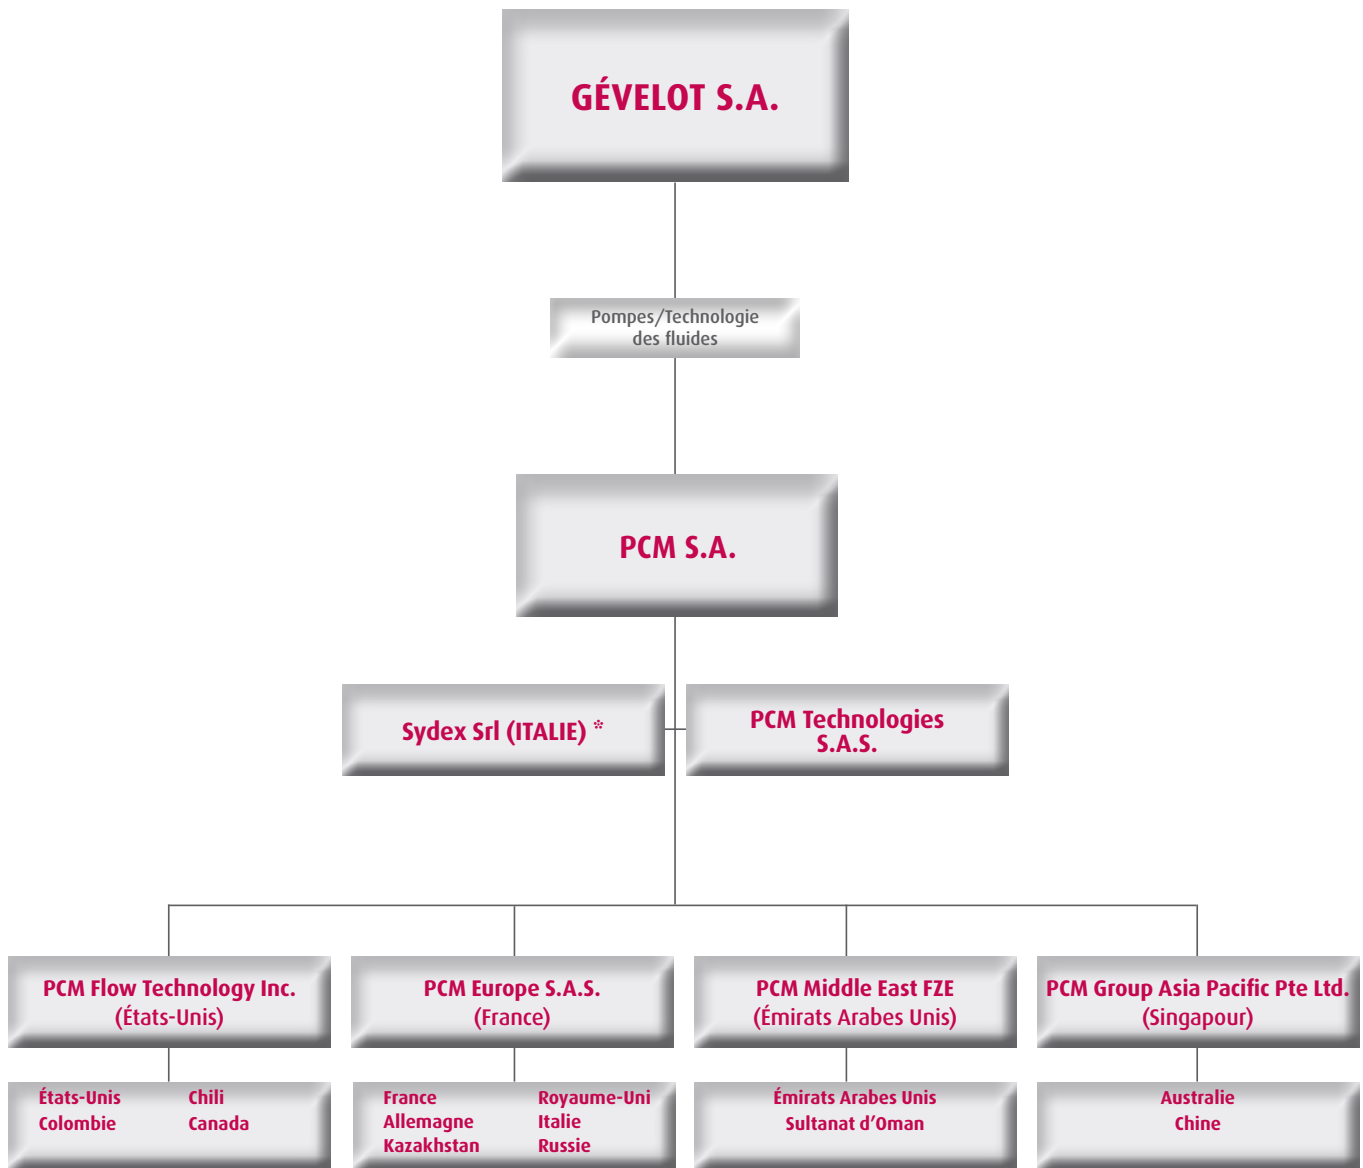 GÉVELOT S.A.
Pompes/Technologie
des fluides
PCM S.A.
Sydex Srl (ITALIE) *
PCM Technologies
S.A.S.
PCM Flow Technology Inc.
(États-Unis)
PCM Europe S.A.S.
(France)
PCM Middle East FZE
(Émirats Arabes Unis)
PCM Group Asia Pacific Pte Ltd.
(Singapour)
États-Unis Chili
Colombie Canada
France Royaume-Uni
Allemagne Italie
Kazakhstan Russie
Émirats Arabes Unis
Sultanat d’Oman
Australie
Chine